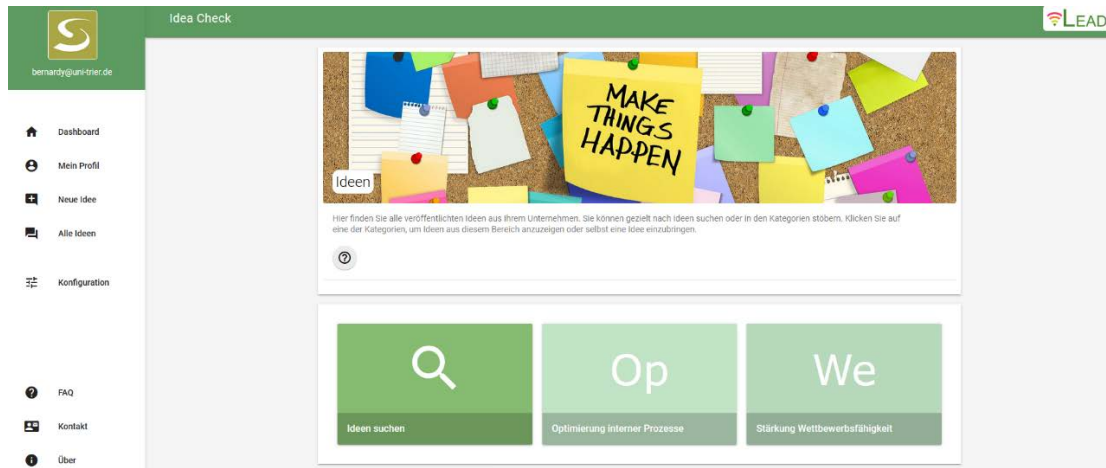 Idea Check
LEAD
S
bernardy@uni-trier.de
Dashboard
Mein Profil
Neue Idee
Alle Ideen
Konfiguration
FAQ
Kontakt
Über
MAKE
THINGS
HAPPEN
Ideen
Hier finden Sie alle veröffentlichten Ideen aus Ihrem Unternehmen. Sie können gezielt nach Ideen suchen oder in den Kategorien stöbern. Klicken Sie auf
eine der Kategorien, um Ideen aus diesem Bereich anzuzeigen oder selbst eine Idee einzubringen.
Ideen suchen
Op
Optimierung interner Prozesse
We
Stärkung Wettbewerbsfähigkeit